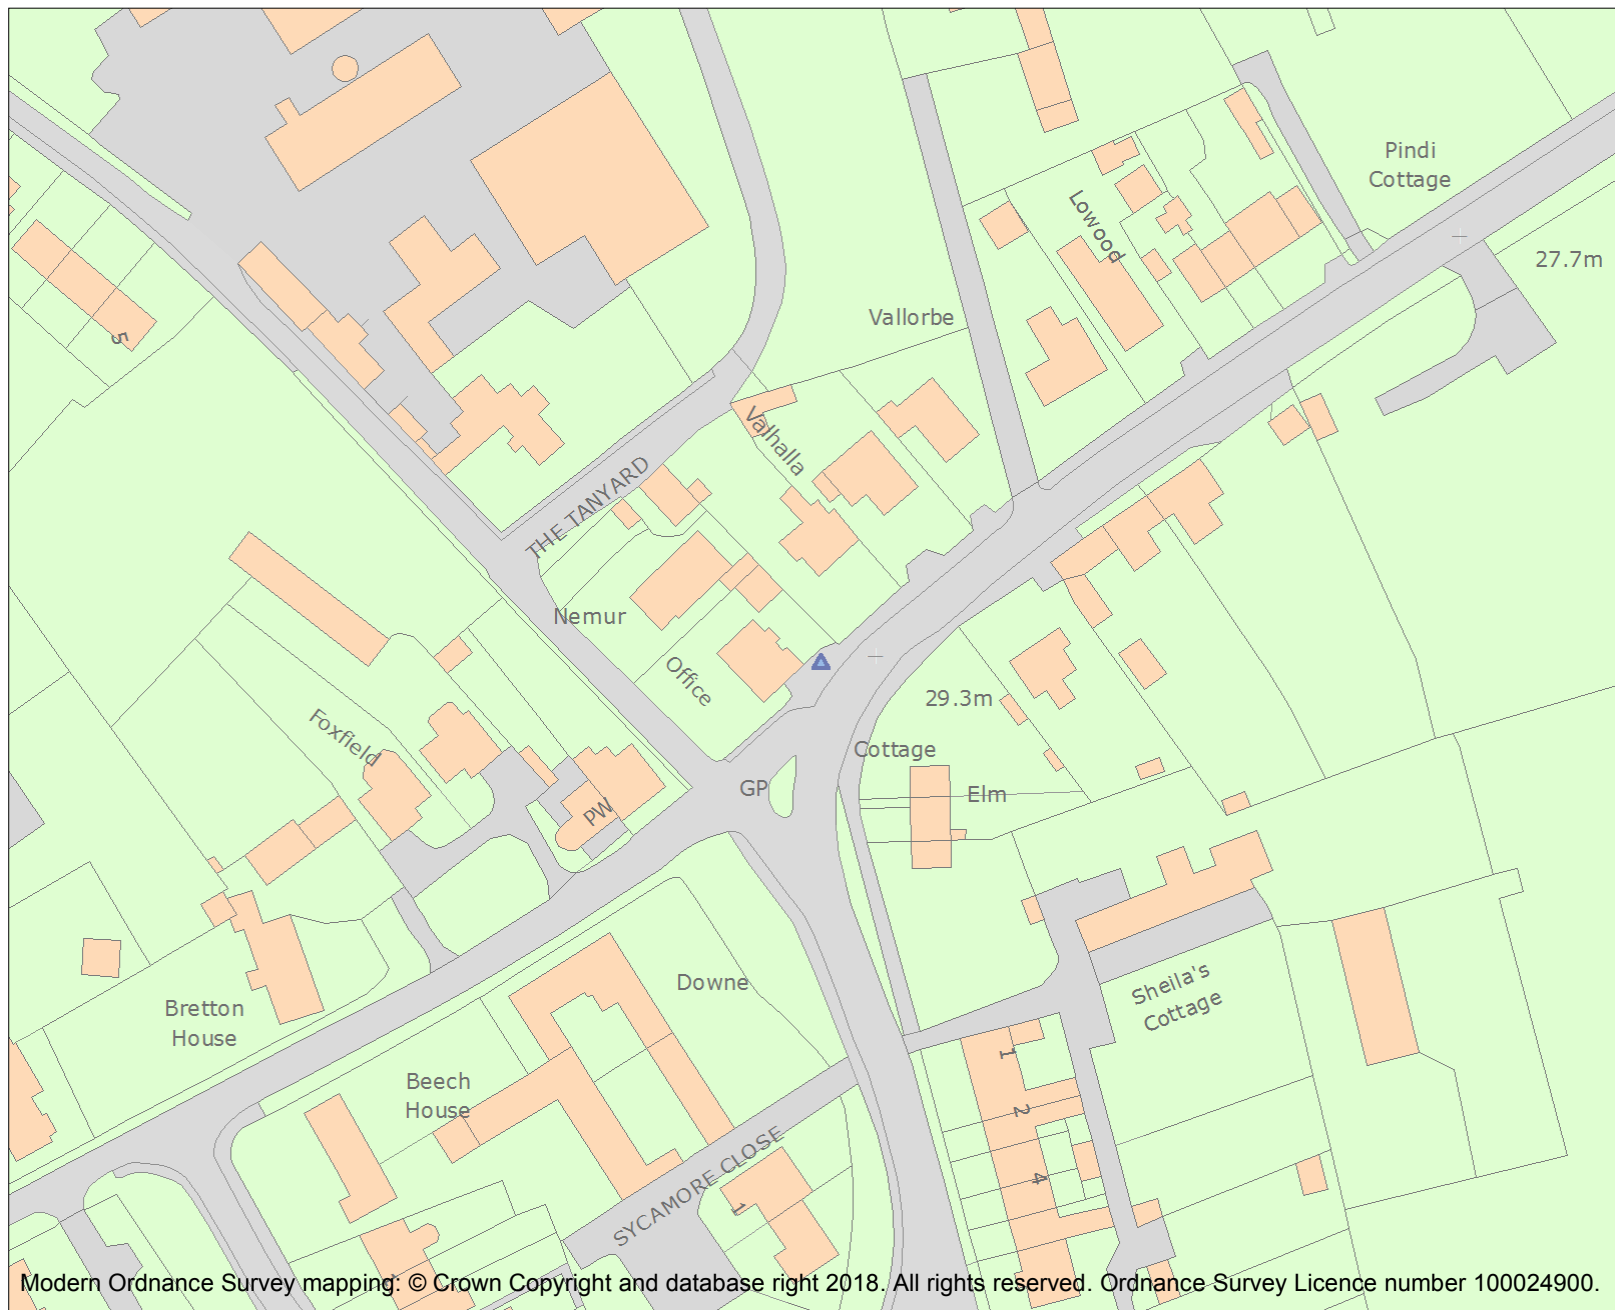 Pindi
Cottage
Lowood
27.7m
Vallorbe
5
Valhalla
THE TANYARD
Nemur
Office
29.3m
Foxfield
Cottage
GP
Elm
PW
Downe
Sheila's
Cottage
Bretton
House
1
Beech
House
2
4
SYCAMORE CLOSE
1
Modern Ordnance Survey mapping: © Crown Copyright and database right 2018. All rights reserved. Ordnance Survey Licence number 100024900.